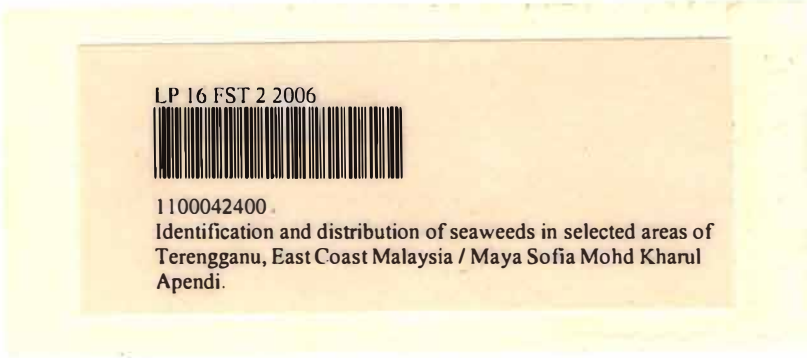 LP 16 FST 2 2006
1100042400
Identification and distribution of seaweeds in selected areas of
Terengganu, East Coast Malaysia / Maya Sofia Mohd Kharul
Apendi.